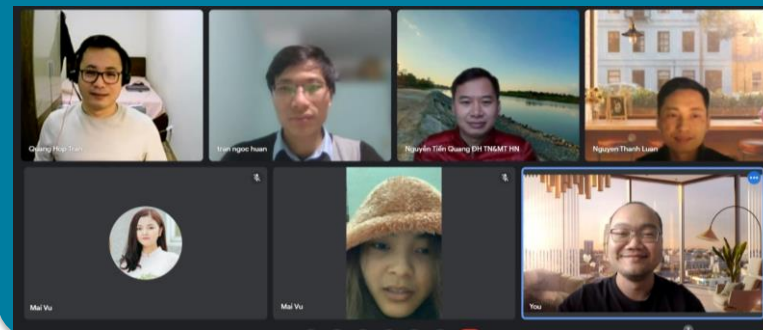 Quang Hop Tran
tran ngoc huan
Nguyễn Tiến Quang ĐH TN&MT HN
Nguyen Thanh Luan
Mai Vu
Mai Vu
You